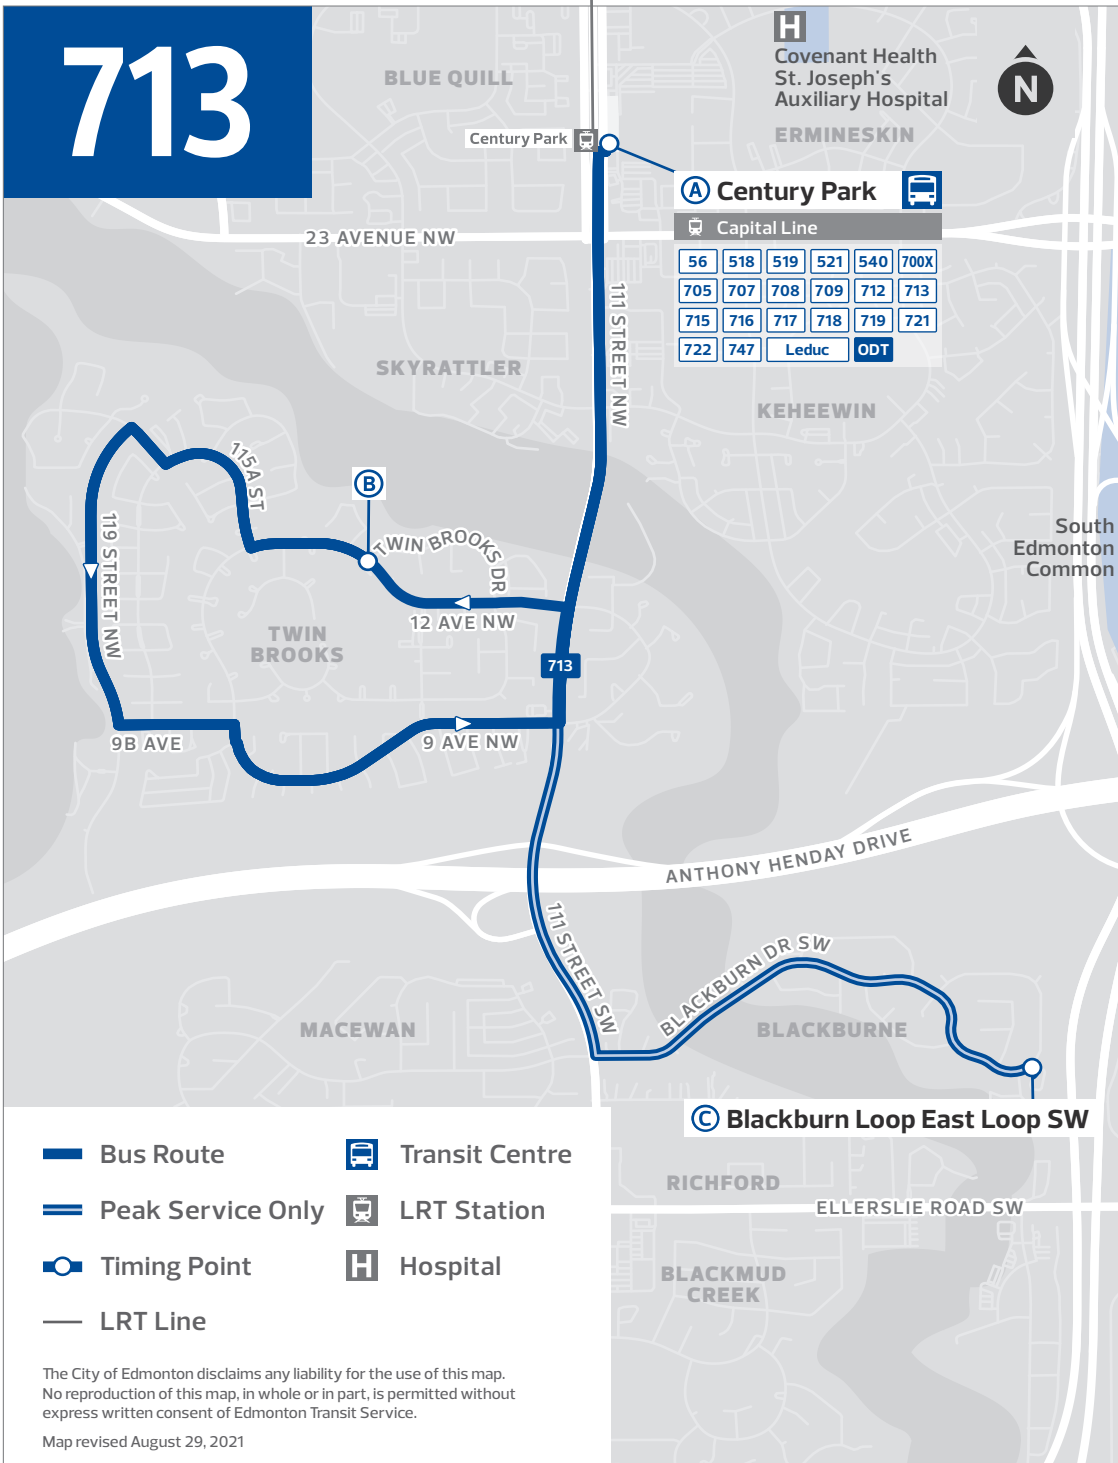 713
BLUE QUILL
H
Covenant Health
St. Joseph's
Auxiliary Hospital
N
ERMINESKIN
Century Park
A Century Park
Capital Line
56 518 519 521 540 700X
705 707 708 709 712 713
715 716 717 718 719 721
722 747 Leduc ODT
23 AVENUE NW
111 STREET NW
SKYRATTLER
KEHEEWIN
115A ST
B
TWIN BROOKS DR
119 STREET NW
South
Edmonton
Common
12 AVE NW
TWIN
BROOKS
713
9B AVE
9 AVE NW
ANTHONY HENDAY DRIVE
111 STREET SW
BLACKBURN DR SW
MACEWAN
BLACKBURNE
C Blackburn Loop East Loop SW
RICHFORD
ELLERSLIE ROAD SW
BLACKMUD
CREEK
Bus Route
Transit Centre
Peak Service Only
LRT Station
Timing Point
H Hospital
LRT Line
The City of Edmonton disclaims any liability for the use of this map.
No reproduction of this map, in whole or in part, is permitted without
express written consent of Edmonton Transit Service.
Map revised August 29, 2021